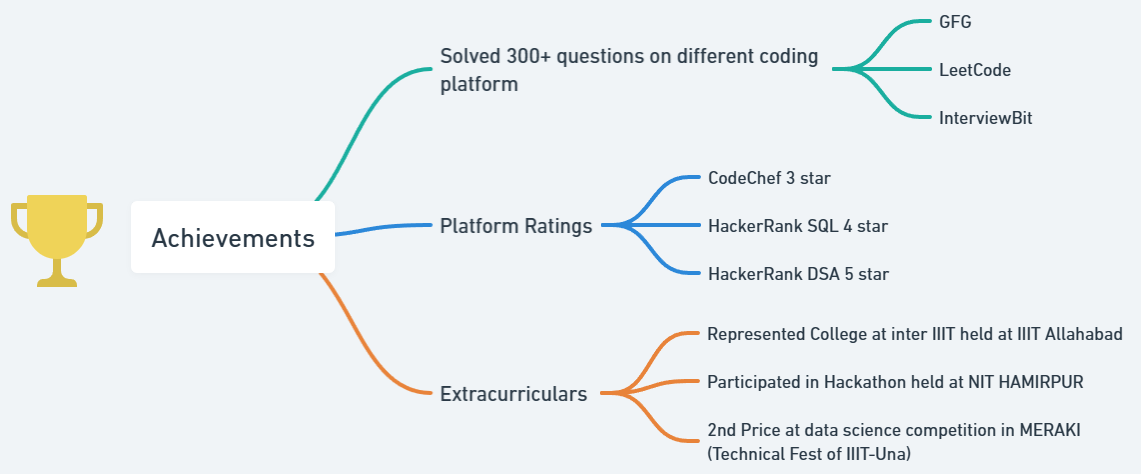 Achievements
Solved 300+ questions on different coding
platform
GFG
LeetCode
InterviewBit
Platform Ratings
CodeChef 3 star
HackerRank SQL 4 star
HackerRank DSA 5 star
Extracurriculars
Represented College at inter IIIT held at IIIT Allahabad
Participated in Hackathon held at NIT HAMIRPUR
2nd Price at data science competition in MERAKI
(Technical Fest of IIIT-Una)